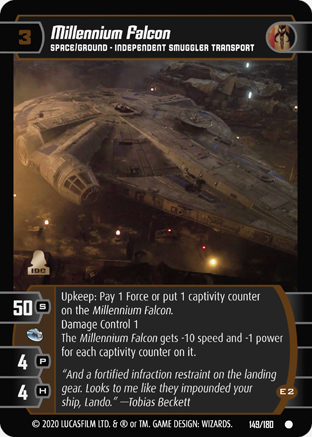 3
Millennium Falcon
SPACE/GROUND - INDEPENDENT SMUGGLER TRANSPORT
IDC
50 S
4 P
4 H
Upkeep: Pay 1 Force or put 1 captivity counter
on the Millennium Falcon.
Damage Control 1
The Millennium Falcon gets -10 speed and -1 power
for each captivity counter on it.
“And a fortified infraction restraint on the landing
gear. Looks to me like they impounded your
ship, Lando.” —Tobias Beckett
E2
© 2020 LUCASFILM LTD. & ® or TM. GAME DESIGN: WIZARDS. 149/180